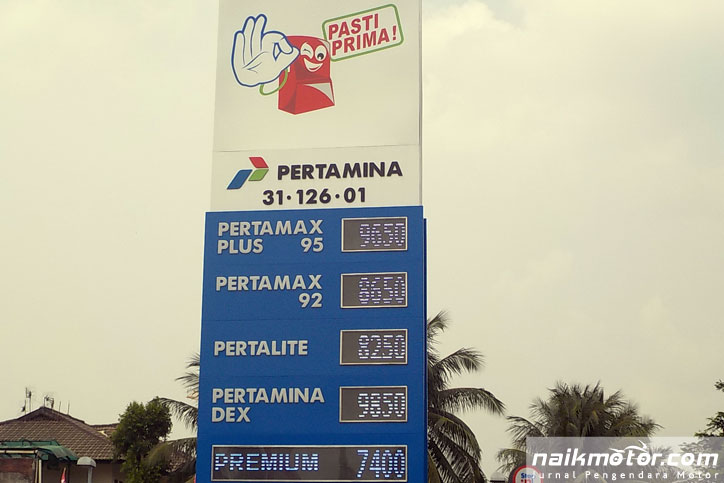 PASTI
PRIMA!
PERTAMINA
31·126·01
PERTAMAX
PLUS 95 9650
PERTAMAX
92 8650
PERTALITE 8250
PERTAMINA
DEX 9850
PREMIUM 7400
naikmotor.com
Jurnal Pengendara Motor